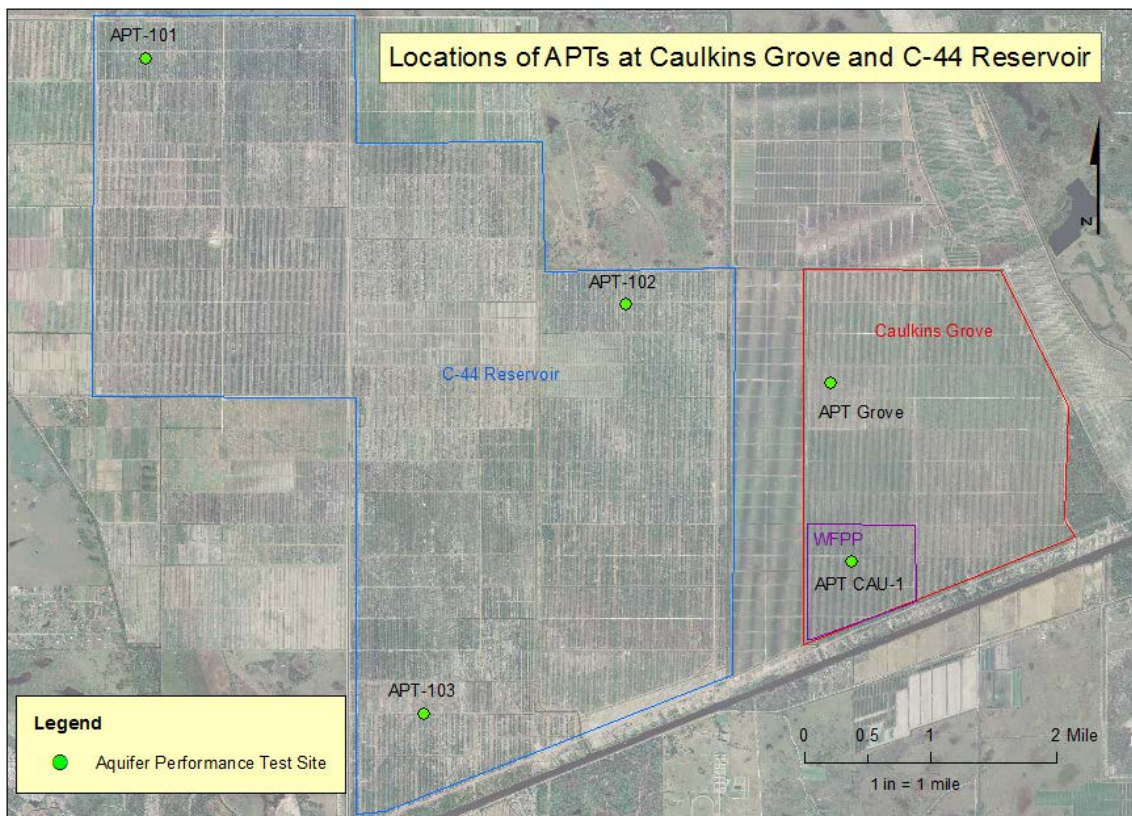 APT-101
Locations of APTs at Caulkins Grove and C-44 Reservoir
N
APT-102
Caulkins Grove
C-44 Reservoir
APT Grove
WFPP
APT CAU-1
APT-103
Legend
Aquifer Performance Test Site
0 0.5 1 2 Mile
1 in = 1 mile